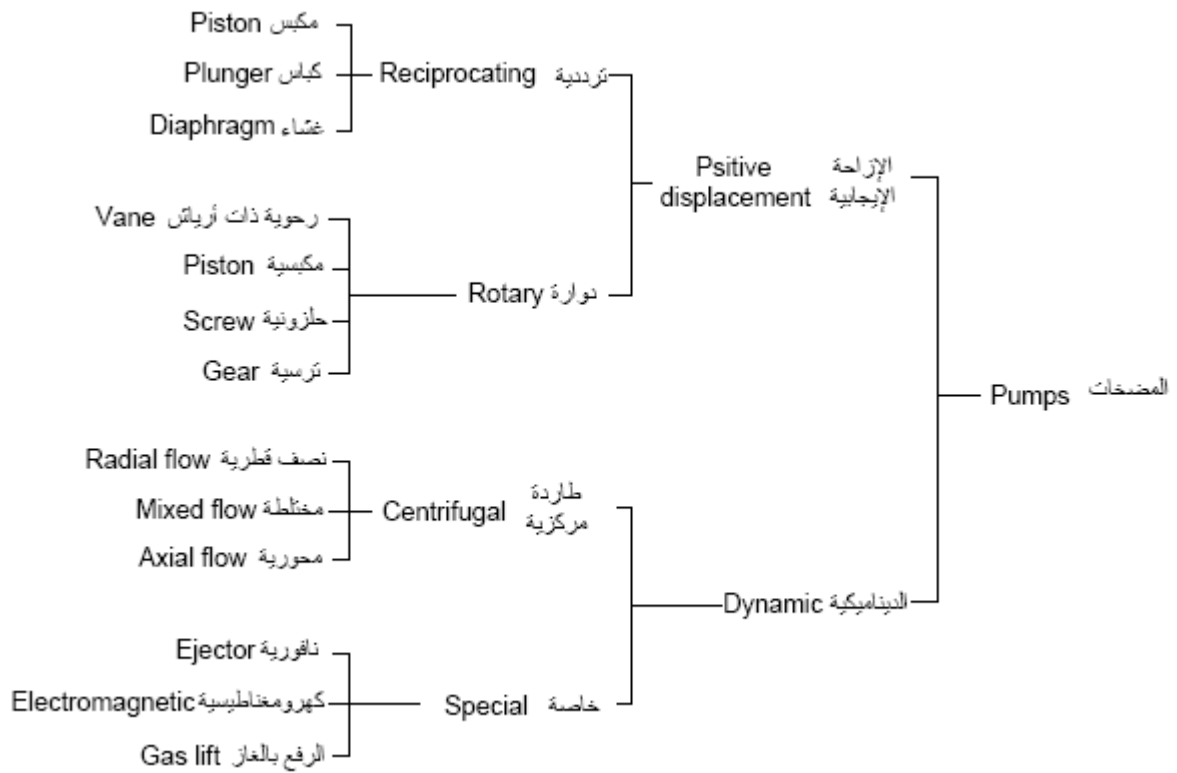 Piston مكبس
Plunger كباس
Diaphragm غشاء
Reciprocating ترددية
Psitive الإزاحة
displacement الإيجابية
Vane رحوية ذات أرياش
Piston مكبسية
Screw حلزونية
Gear ترسية
Rotary دوارة
Pumps المضخات
Radial flow نصف قطرية
Mixed flow مختلطة
Axial flow محورية
Centrifugal طاردة
مركزية
Dynamic الديناميكية
Ejector نافورية
Electromagnetic كهرومغناطيسية
Gas lift الرفع بالغاز
Special خاصة